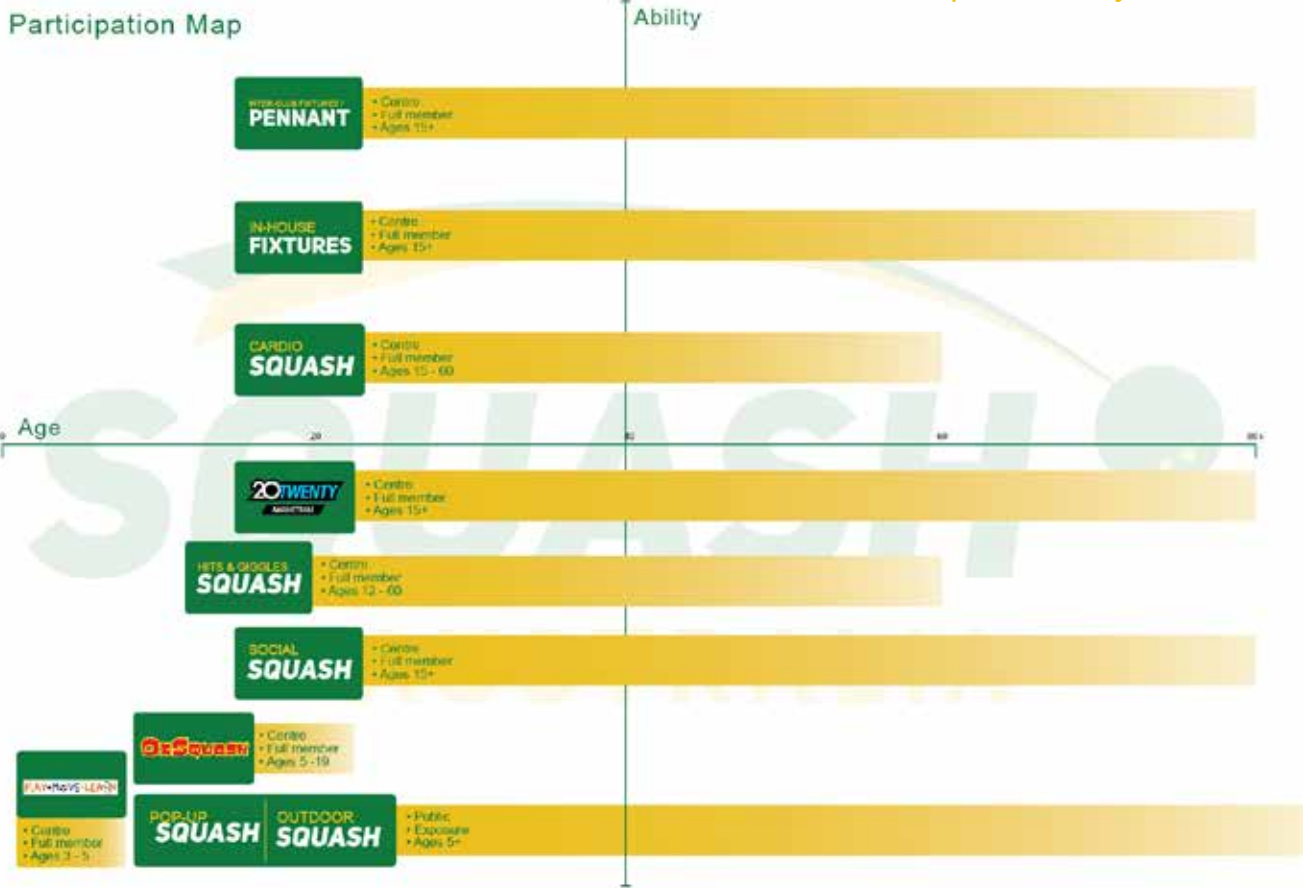 Participation Map
Ability
INTER-CLUB FIXTURES /
PENNANT
• Centre
• Full member
• Ages 15+
IN-HOUSE
FIXTURES
• Centre
• Full member
• Ages 15+
CARDIO
SQUASH
• Centre
• Full member
• Ages 15 - 60
Age
0
20
40
60
80+
20TWENTY
• Centre
• Full member
• Ages 15+
HITS & GIGGLES
SQUASH
• Centre
• Full member
• Ages 12 - 60
SOCIAL
SQUASH
• Centre
• Full member
• Ages 15+
OzSquash
• Centre
• Full member
• Ages 5 -19
PLAY•MOVE•LEARN
• Centre
• Full member
• Ages 3 - 5
POP-UP
SQUASH
OUTDOOR
SQUASH
• Public
• Exposure
• Ages 5+
SQUASH